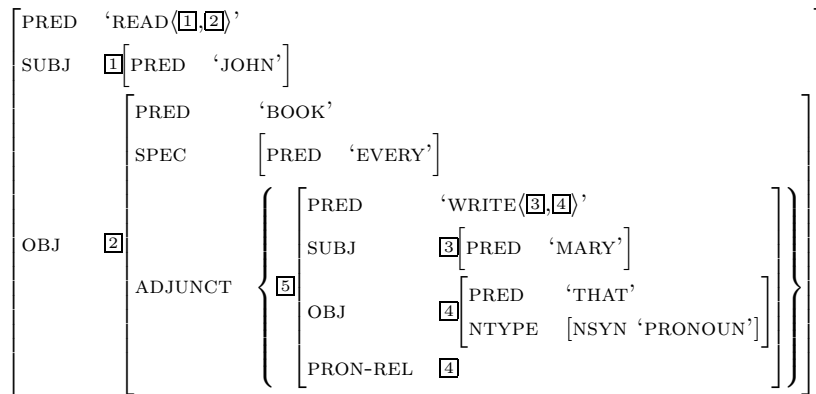 PRED ‘READ⟨1,2⟩’
SUBJ 1[PRED ‘JOHN’]
PRED ‘BOOK’
SPEC [PRED ‘EVERY’]
PRED ‘WRITE⟨3,4⟩’
SUBJ 3[PRED ‘MARY’]
OBJ 2
ADJUNCT { 5
PRED ‘THAT’
OBJ 4
NTYPE [NSYN ‘PRONOUN’]
PRON-REL 4